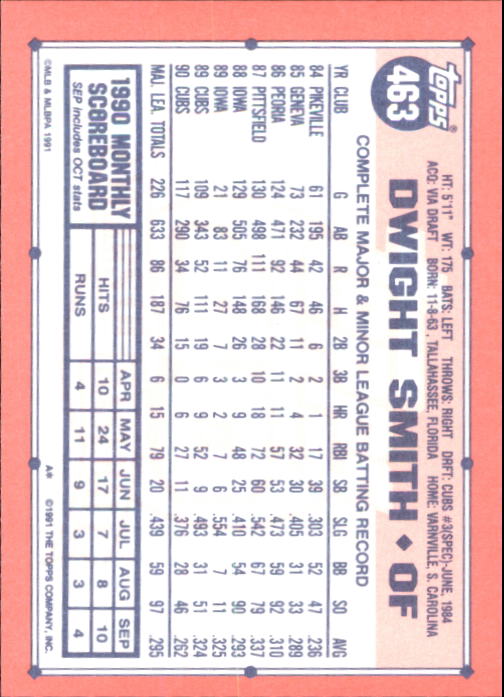 topps®
463
HT: 5'11" WT: 175 BATS: LEFT THROWS: RIGHT DRFT: CUBS #3(SPEC)-JUNE, 1984
ACQ: VIA DRAFT BORN: 11-8-63, TALLAHASSEE, FLORIDA HOME: VARNVILLE, S. CAROLINA
DWIGHT SMITH ♦ OF
COMPLETE MAJOR & MINOR LEAGUE BATTING RECORD
YR CLUB G AB R H 2B 3B HR RBI SB SLG BB SO AVG
84 PKEVILLE 61 195 42 46 6 2 1 17 39 .303 52 47 .236
85 GENEVA 73 232 44 67 11 2 4 32 30 .405 31 33 .289
86 PEORIA 124 471 92 146 22 11 11 57 53 .473 59 92 .310
87 PITTSFIELD 130 498 111 168 28 10 18 72 60 .542 67 79 .337
88 IOWA 129 505 76 148 26 3 9 48 25 .410 54 90 .293
89 IOWA 21 83 11 27 7 3 2 7 6 .554 7 11 .325
89 CUBS 109 343 52 111 19 6 9 52 9 .493 31 51 .324
90 CUBS 117 290 34 76 15 0 6 27 11 .376 28 46 .262
MAJ. LEA. TOTALS 226 633 86 187 34 6 15 79 20 .439 59 97 .295
1990 MONTHLY
SCOREBOARD
SEP includes OCT stats
APR MAY JUN JUL AUG SEP
HITS 10 24 17 7 8 10
RUNS 4 11 9 3 3 4
©MLB & MLBPA 1991
A* ©1991 THE TOPPS COMPANY, INC.